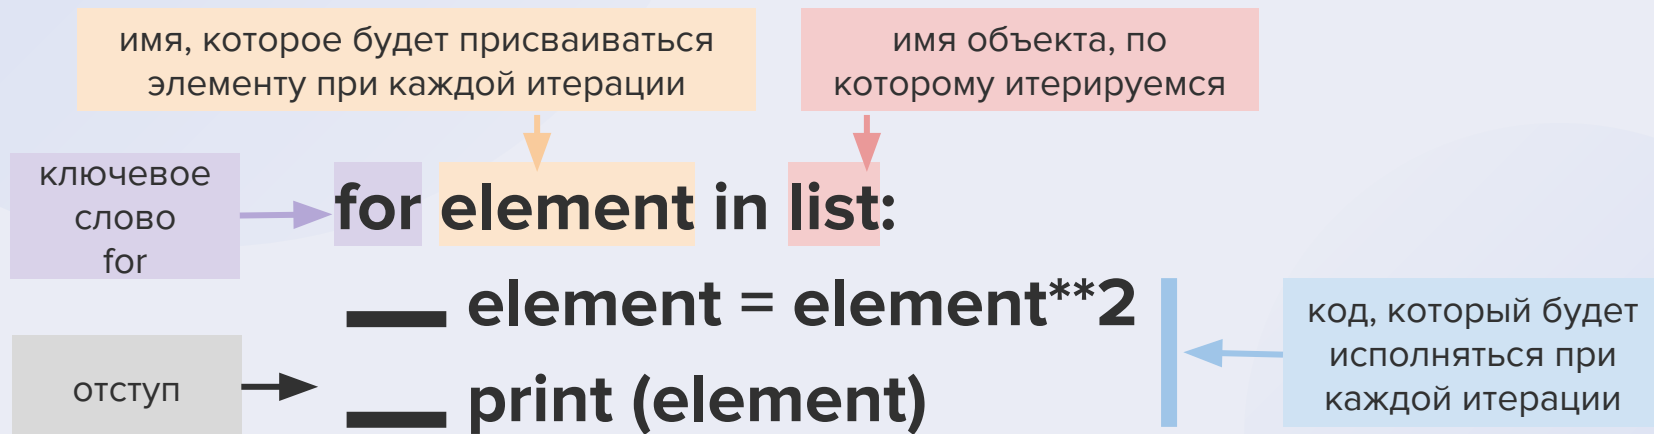 имя, которое будет присваиваться
элементу при каждой итерации
имя объекта, по
которому итерируемся
ключевое
слово
for
for element in list:
element = element**2
отступ
print (element)
код, который будет
исполняться при
каждой итерации